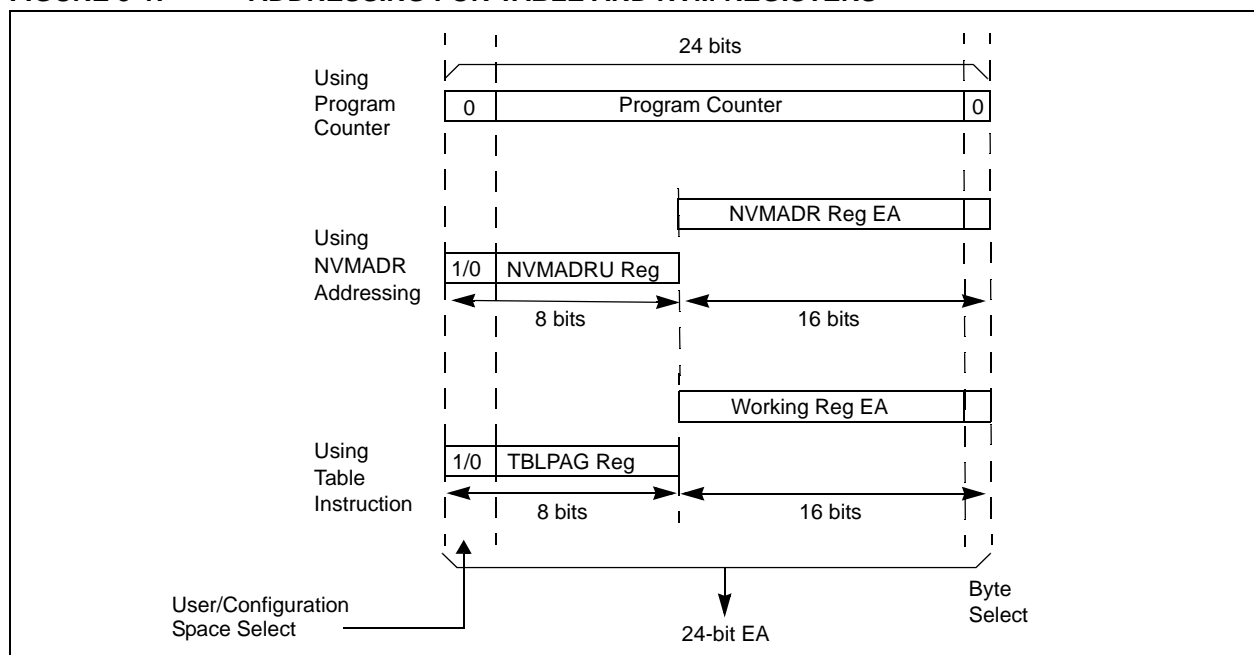 24 bits
Using
Program
Counter
0
Program Counter
0
NVMADR Reg EA
Using
NVMADR
Addressing
1/0
NVMADRU Reg
8 bits
16 bits
Working Reg EA
Using
Table
Instruction
1/0
TBLPAG Reg
8 bits
16 bits
User/Configuration
Space Select
24-bit EA
Byte
Select